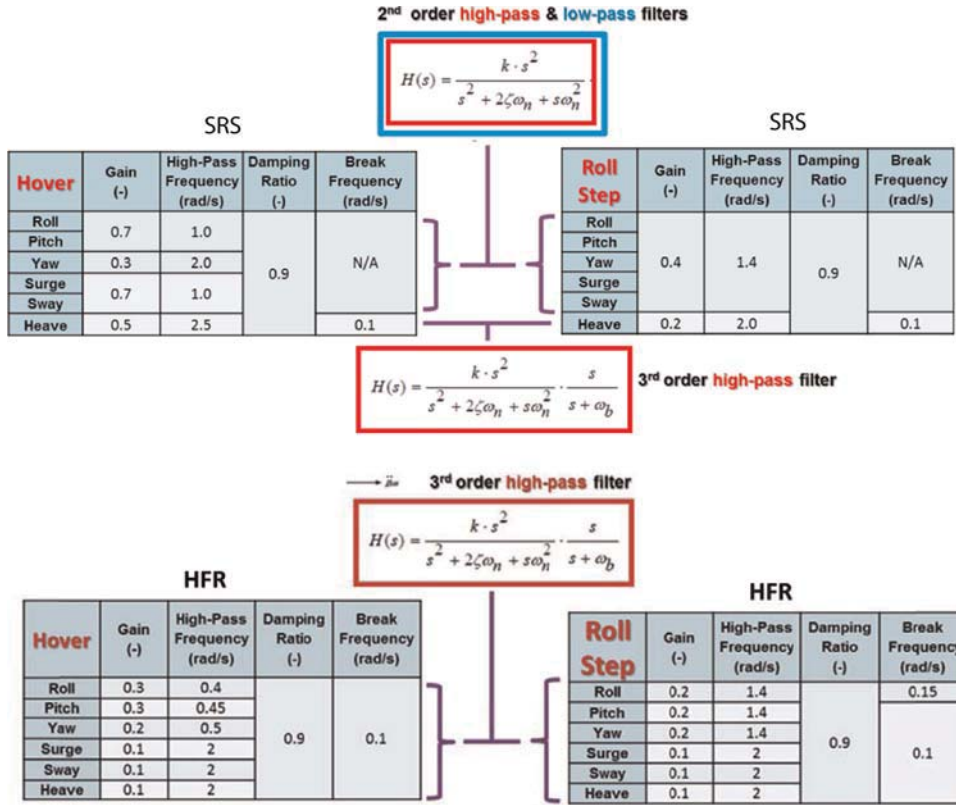 2nd order high-pass & low-pass filters
H(s) = k · s^2 / (s^2 + 2ζω_n + sω_n^2) ·
SRS
Hover | Gain (-) | High-Pass Frequency (rad/s) | Damping Ratio (-) | Break Frequency (rad/s)
Roll | 0.7 | 1.0 | 0.9 | N/A
Pitch
Yaw | 0.3 | 2.0
Surge | 0.7 | 1.0
Sway
Heave | 0.5 | 2.5 | 0.1
SRS
Roll Step | Gain (-) | High-Pass Frequency (rad/s) | Damping Ratio (-) | Break Frequency (rad/s)
Roll | 0.4 | 1.4 | 0.9 | N/A
Pitch
Yaw
Surge
Sway
Heave | 0.2 | 2.0 | 0.1
H(s) = k · s^2 / (s^2 + 2ζω_n + sω_n^2) · s / (s + ω_b)
3rd order high-pass filter
3rd order high-pass filter
H(s) = k · s^2 / (s^2 + 2ζω_n + sω_n^2) · s / (s + ω_b)
HFR
Hover | Gain (-) | High-Pass Frequency (rad/s) | Damping Ratio (-) | Break Frequency (rad/s)
Roll | 0.3 | 0.4 | 0.9 | 0.1
Pitch | 0.3 | 0.45
Yaw | 0.2 | 0.5
Surge | 0.1 | 2
Sway | 0.1 | 2
Heave | 0.1 | 2
HFR
Roll Step | Gain (-) | High-Pass Frequency (rad/s) | Damping Ratio (-) | Break Frequency (rad/s)
Roll | 0.2 | 1.4 | 0.9 | 0.15
Pitch | 0.2 | 1.4 | 0.1
Yaw | 0.2 | 1.4
Surge | 0.1 | 2
Sway | 0.1 | 2
Heave | 0.1 | 2